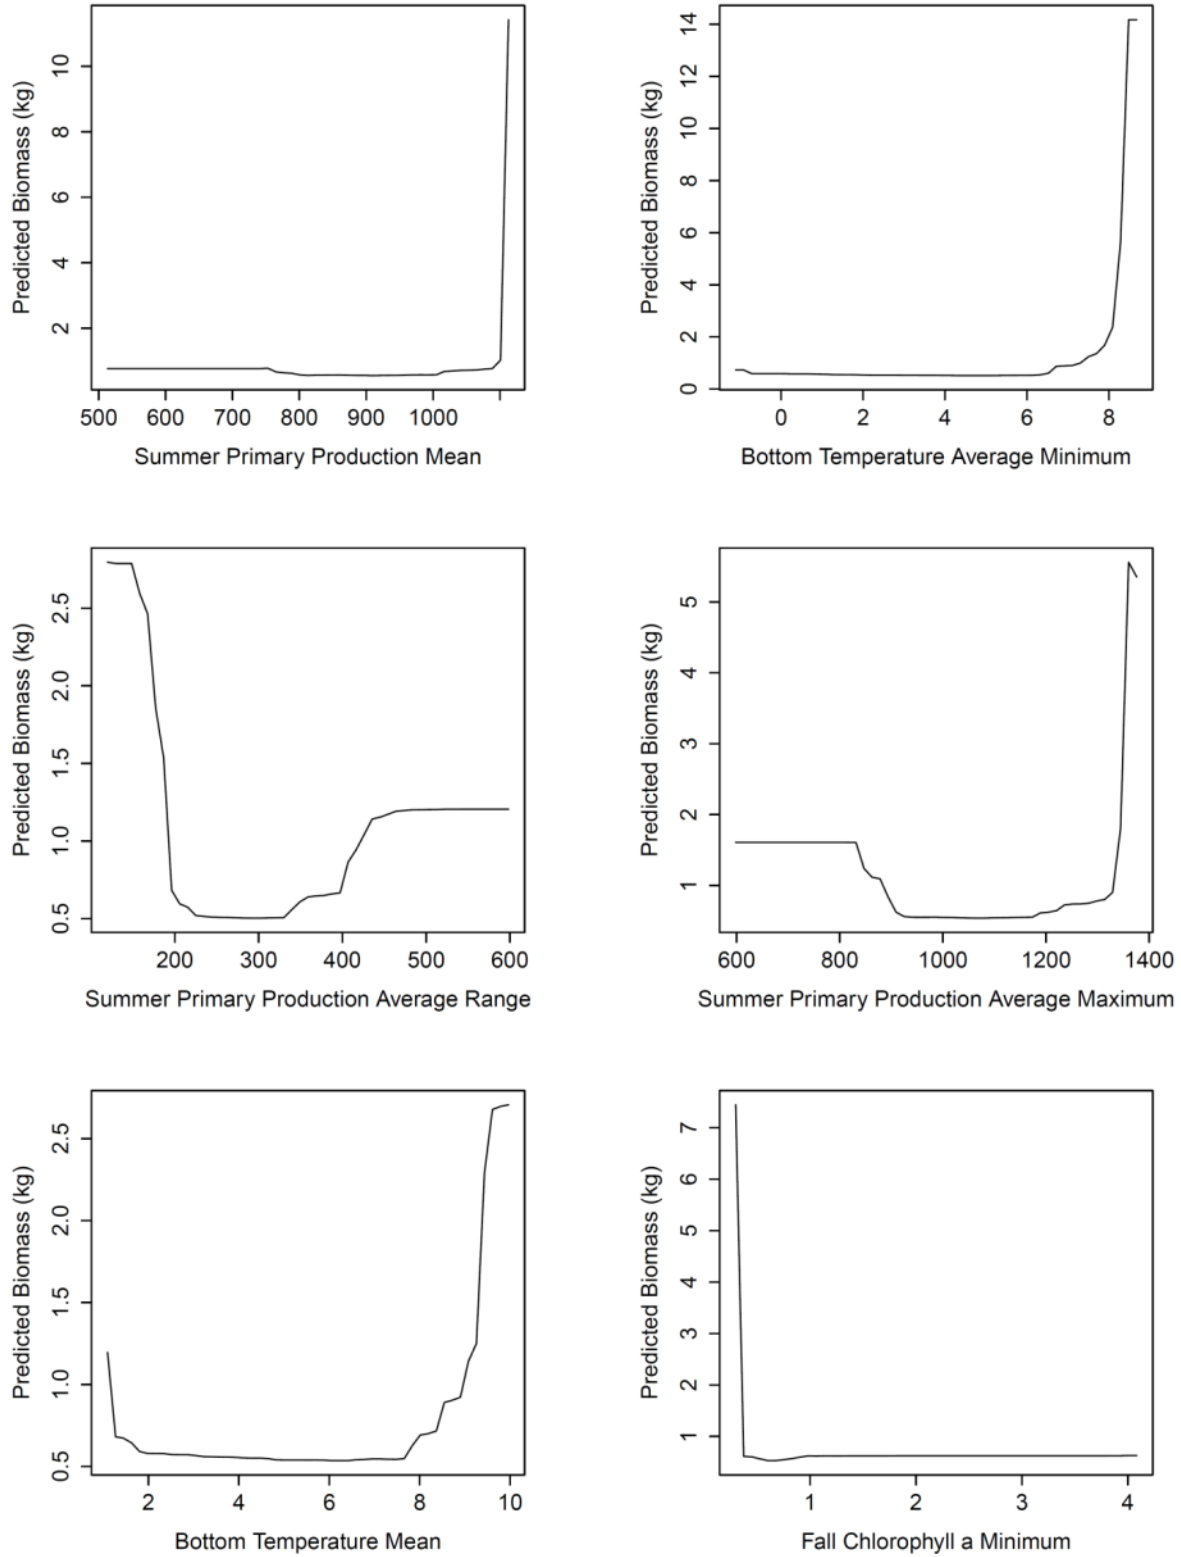 Predicted Biomass (kg)
2 4 6 8 10
500 600 700 800 900 1000
Summer Primary Production Mean
Predicted Biomass (kg)
0 2 4 6 8 10 12 14
0 2 4 6 8
Bottom Temperature Average Minimum
Predicted Biomass (kg)
0.5 1.0 1.5 2.0 2.5
200 300 400 500 600
Summer Primary Production Average Range
Predicted Biomass (kg)
1 2 3 4 5
600 800 1000 1200 1400
Summer Primary Production Average Maximum
Predicted Biomass (kg)
0.5 1.0 1.5 2.0 2.5
2 4 6 8 10
Bottom Temperature Mean
Predicted Biomass (kg)
1 2 3 4 5 6 7
1 2 3 4
Fall Chlorophyll a Minimum